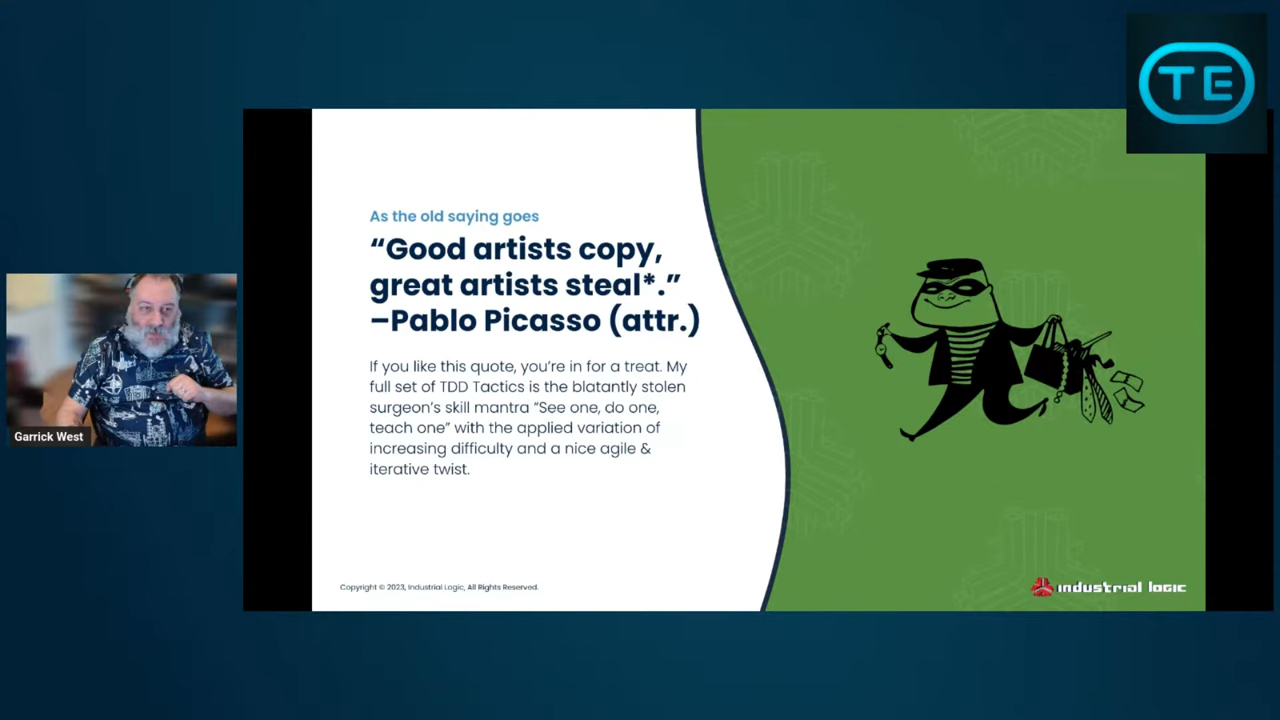 TE
As the old saying goes
“Good artists copy,
great artists steal*.”
–Pablo Picasso (attr.)
If you like this quote, you’re in for a treat. My
full set of TDD Tactics is the blatantly stolen
surgeon’s skill mantra “See one, do one,
teach one” with the applied variation of
increasing difficulty and a nice agile &
iterative twist.
Garrick West
Copyright © 2023, Industrial Logic, All Rights Reserved.
industrial logic